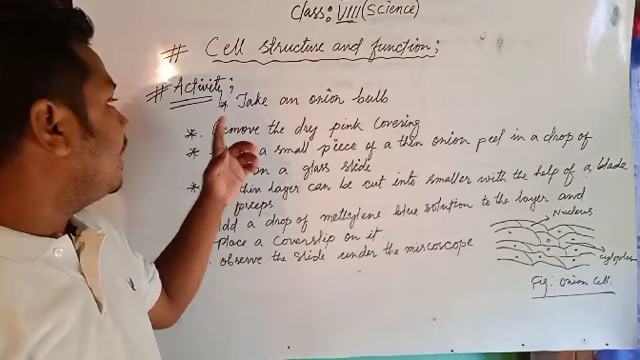 Class: VIII (Science)
# Cell structure and function;
# Activity;
* Take an onion bulb
*. Remove the dry pink covering
* a small piece of a thin onion peel in a drop of
on a glass slide
* thin layer can be cut into smaller with the help of a blade
forceps
add a drop of methylene blue solution to the layer and
place a coverslip on it
observe the slide under the miscoscope
Nucleus
cytoplasm
Fig: Onion Cell.